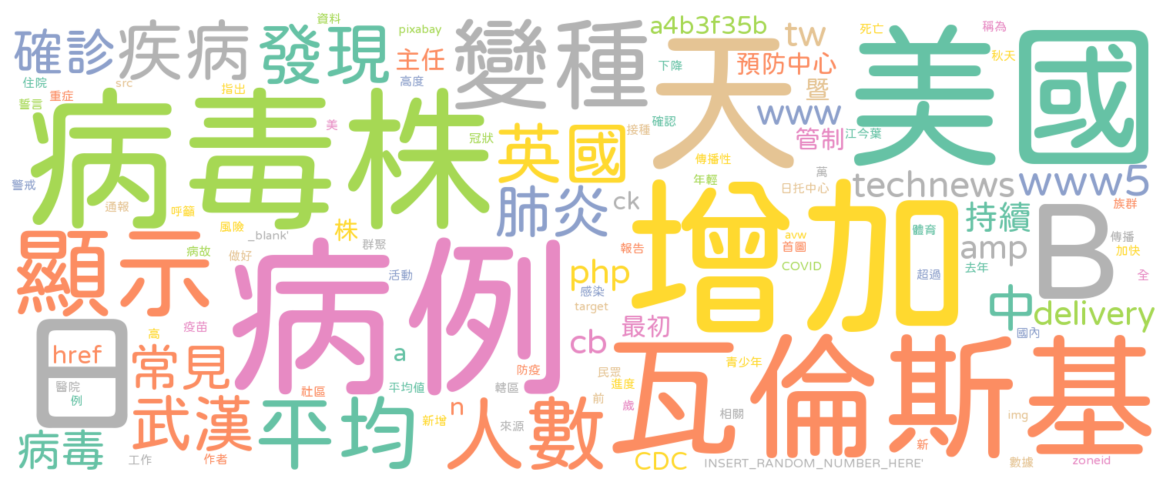 資料
pixabay
a4b3f35b
死亡
稱為
確診
疾病
發現
主任
變種
tw
天
美國
秋天
預防中心
下降
住院
src
高度
指出
重症
暨
誓言
病毒株
美
冠狀
英國
接種
確認
www
管制
江今葉
傳播性
萬
警戒
通報
呼籲
肺炎
年輕
日托中心
technews
www5
ck
增加
族群
風險
_blank'
株
群聚
持續
B
體育
傳播
加快
顯示
病故
做好
病例
報告
avw
首圖
amp
全
php
活動
感染
COVID
超過
去年
target
中
delivery
日
高
疫苗
最初
國內
href
常見
a
cb
瓦倫斯基
醫院
例
社區
平均值
防疫
轄區
民眾
進度
青少年
武漢
平均
n
人數
前
歲
相關
新增
來源
img
病毒
工作
作者
CDC
INSERT_RANDOM_NUMBER_HERE'
新
數據
zoneid